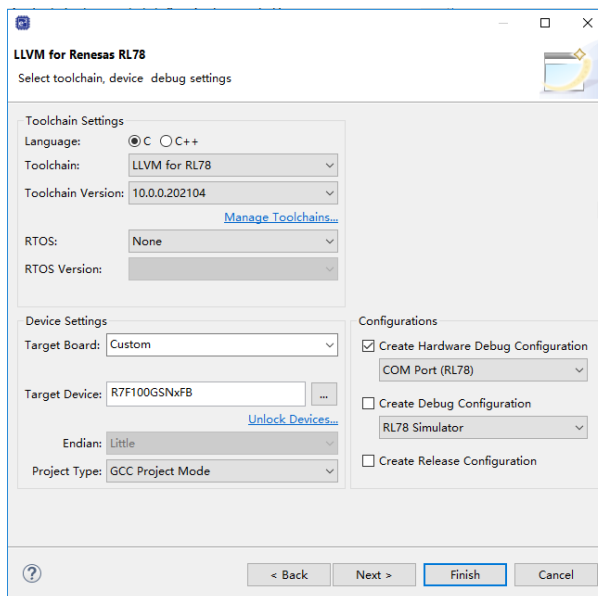 LLVM for Renesas RL78
Select toolchain, device debug settings
Toolchain Settings
Language: C C++
Toolchain: LLVM for RL78
Toolchain Version: 10.0.0.202104
Manage Toolchains...
RTOS: None
RTOS Version:
Device Settings
Target Board: Custom
Target Device: R7F100GSNxFB ...
Unlock Devices...
Endian: Little
Project Type: GCC Project Mode
Configurations
Create Hardware Debug Configuration
COM Port (RL78)
Create Debug Configuration
RL78 Simulator
Create Release Configuration
? < Back Next > Finish Cancel